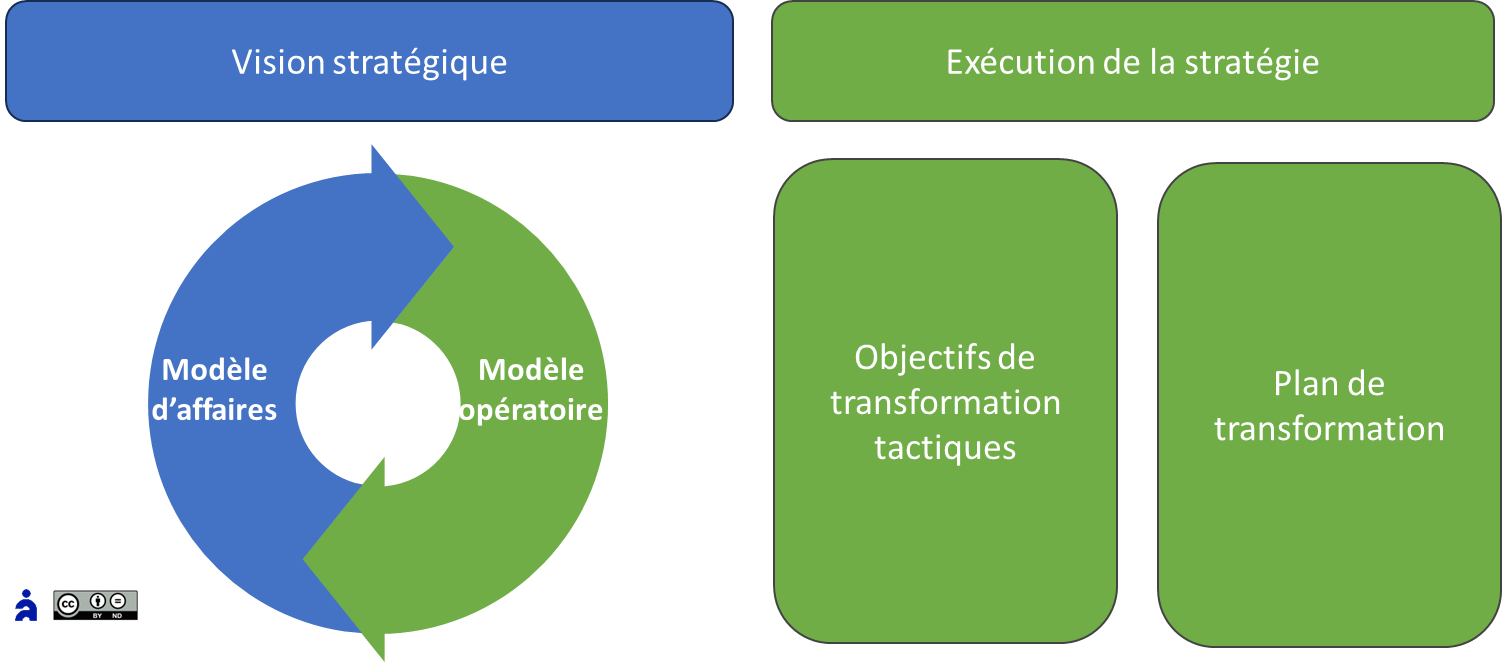 Vision stratégique
Exécution de la stratégie
Modèle
d’affaires
Modèle
opératoire
Objectifs de
transformation
tactiques
Plan de
transformation
cc
BY ND